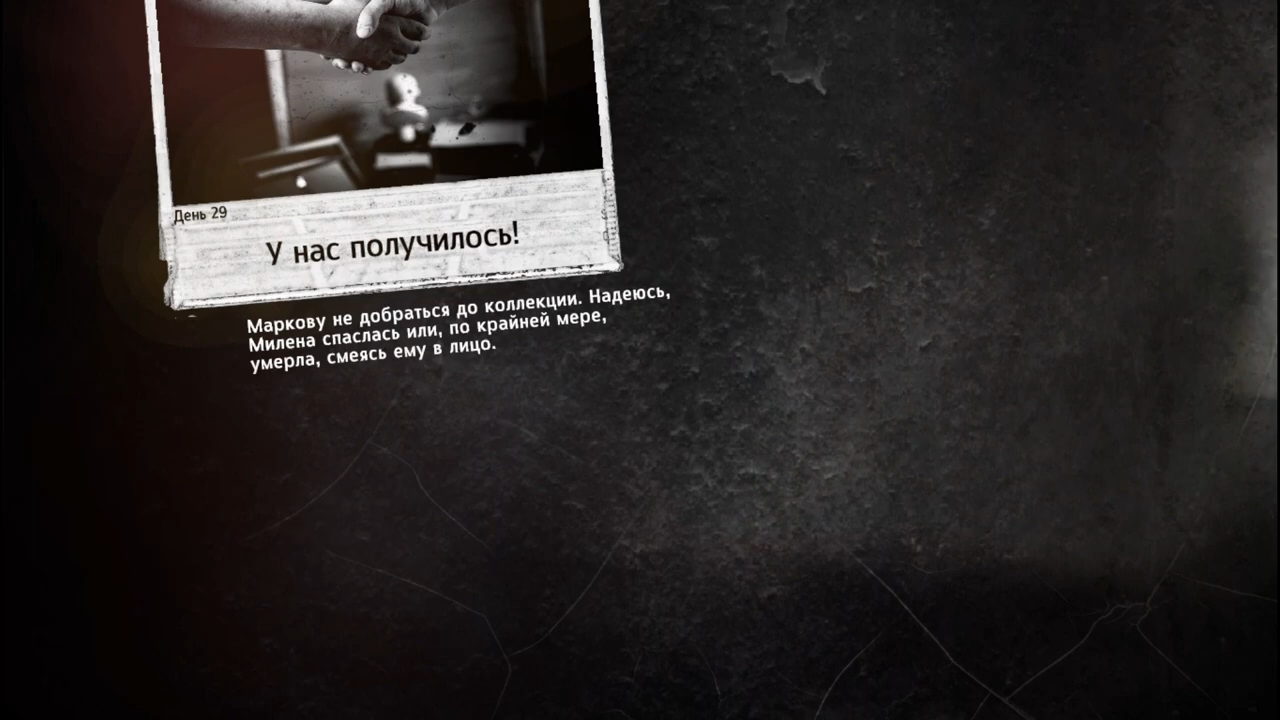 День 29
У нас получилось!
Маркову не добраться до коллекции. Надеюсь,
Милена спаслась или, по крайней мере,
умерла, смеясь ему в лицо.